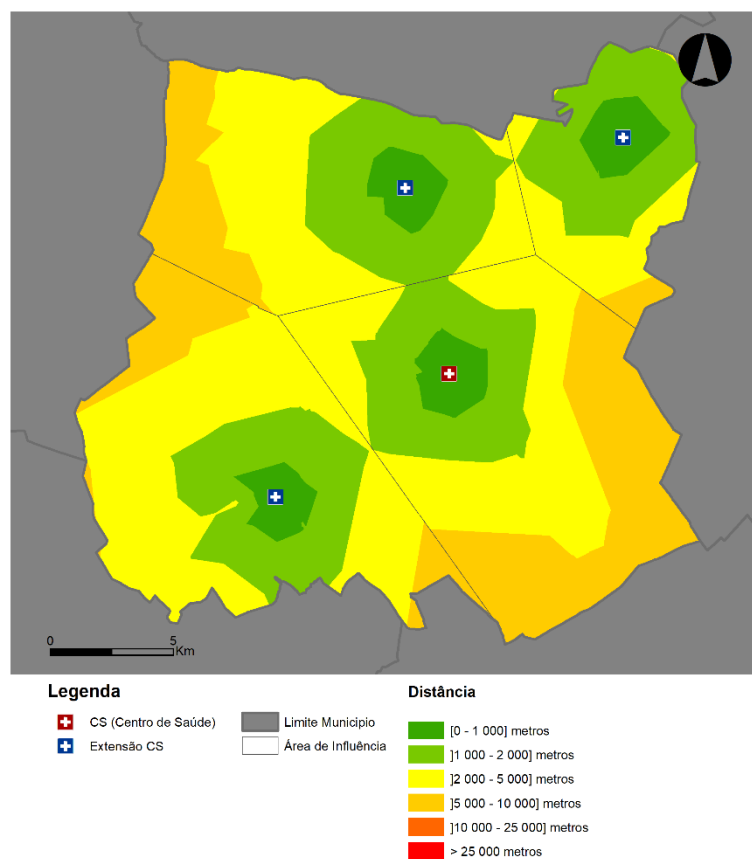 0 5
Km
Legenda
CS (Centro de Saúde)
Extensão CS
Limite Municipio
Área de Influência
Distância
[0 - 1 000] metros
]1 000 - 2 000] metros
]2 000 - 5 000] metros
]5 000 - 10 000] metros
]10 000 - 25 000] metros
> 25 000 metros